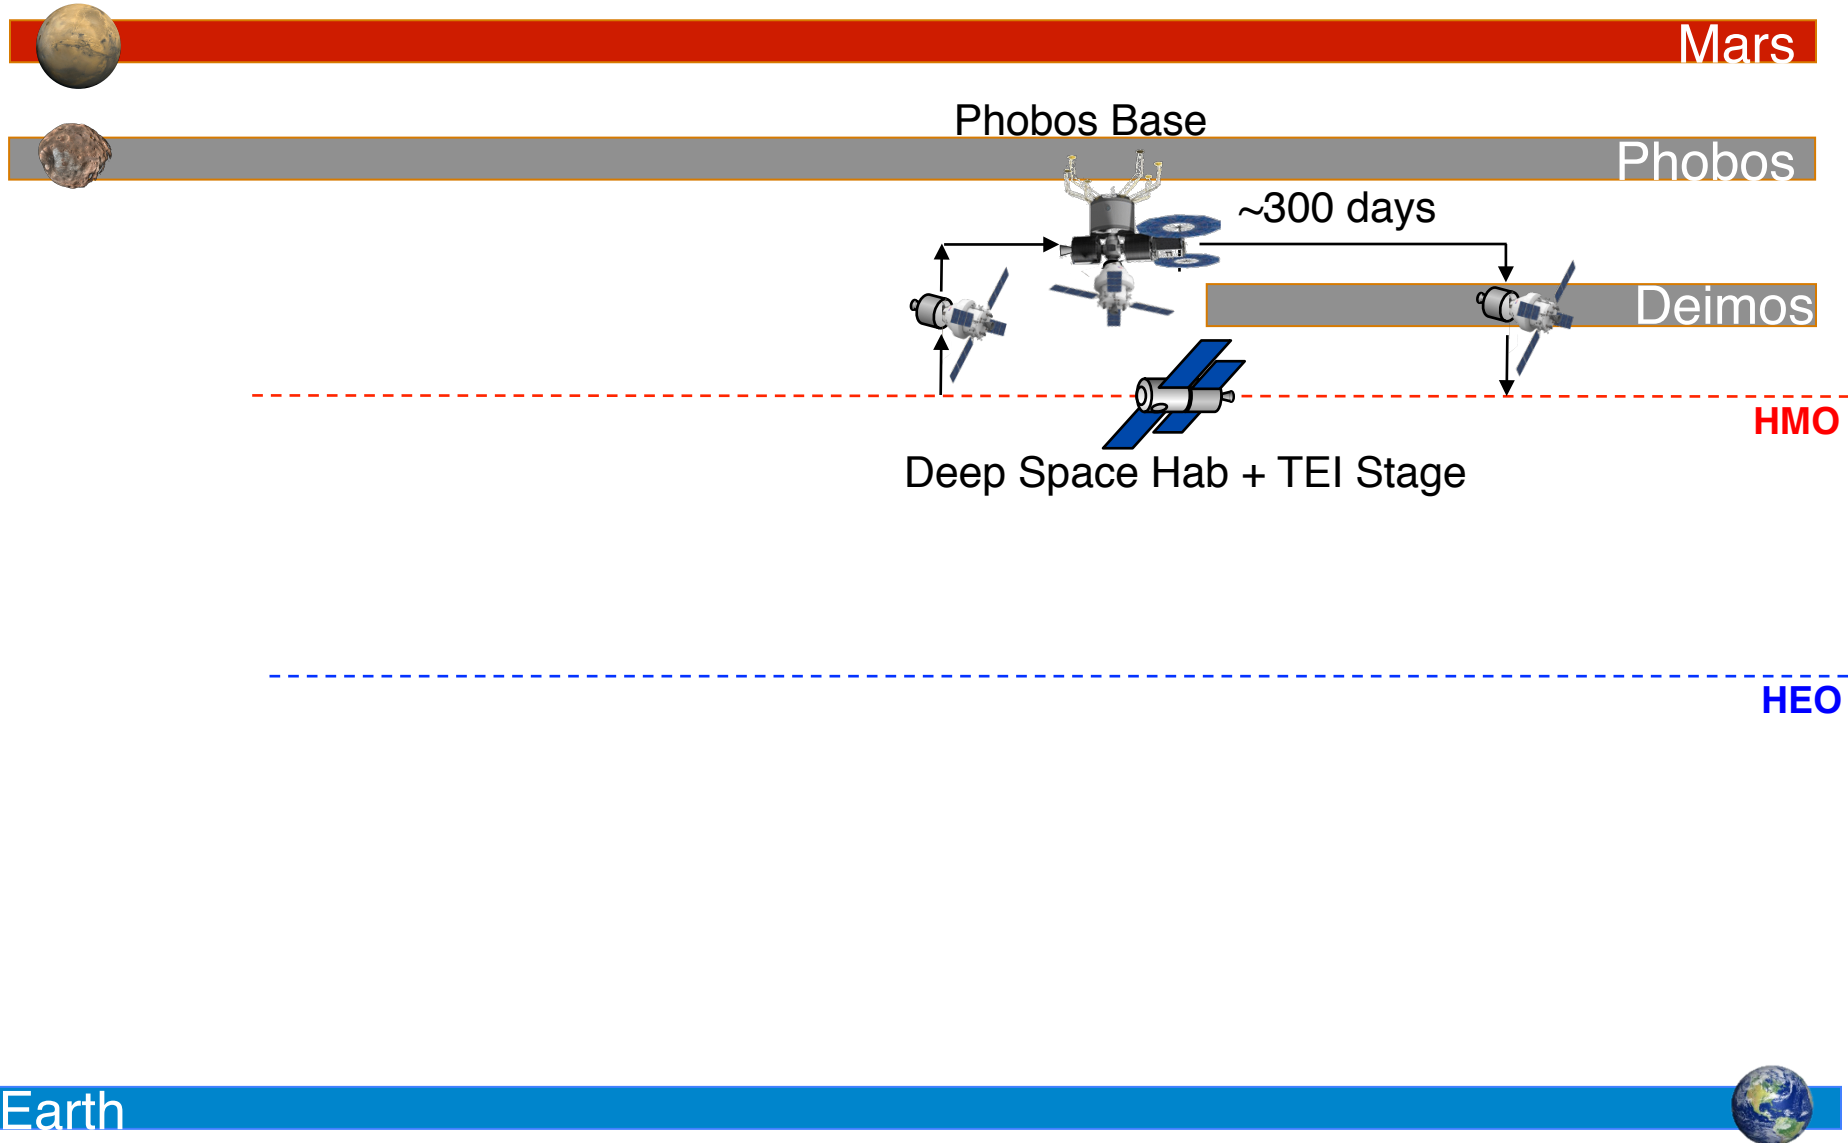 Mars
Phobos Base
Phobos
~300 days
Deimos
HMO
Deep Space Hab + TEI Stage
HEO
Earth